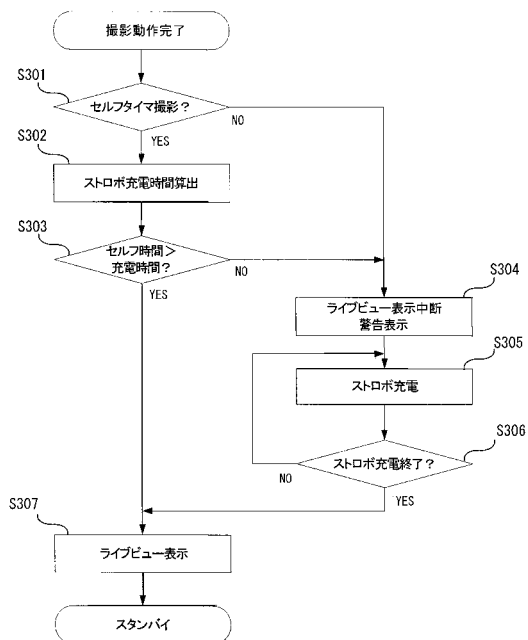 撮影動作完了
S301
セルフタイマ撮影？
NO
YES
S302
ストロボ充電時間算出
S303
セルフ時間＞
充電時間？
NO
YES
S304
ライブビュー表示中断
警告表示
S305
ストロボ充電
S306
ストロボ充電終了？
NO
YES
S307
ライブビュー表示
スタンバイ